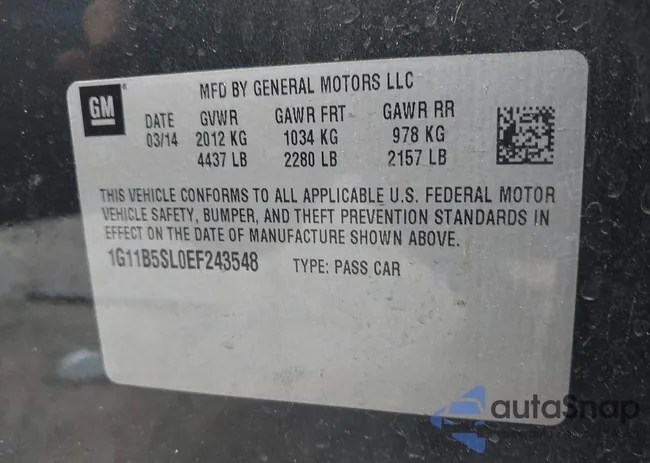 GM
MFD BY GENERAL MOTORS LLC
DATE GVWR GAWR FRT GAWR RR
03/14 2012 KG 1034 KG 978 KG
4437 LB 2280 LB 2157 LB
THIS VEHICLE CONFORMS TO ALL APPLICABLE U.S. FEDERAL MOTOR
VEHICLE SAFETY, BUMPER, AND THEFT PREVENTION STANDARDS IN
EFFECT ON THE DATE OF MANUFACTURE SHOWN ABOVE.
1G11B5SL0EF243548 TYPE: PASS CAR
autoSnap